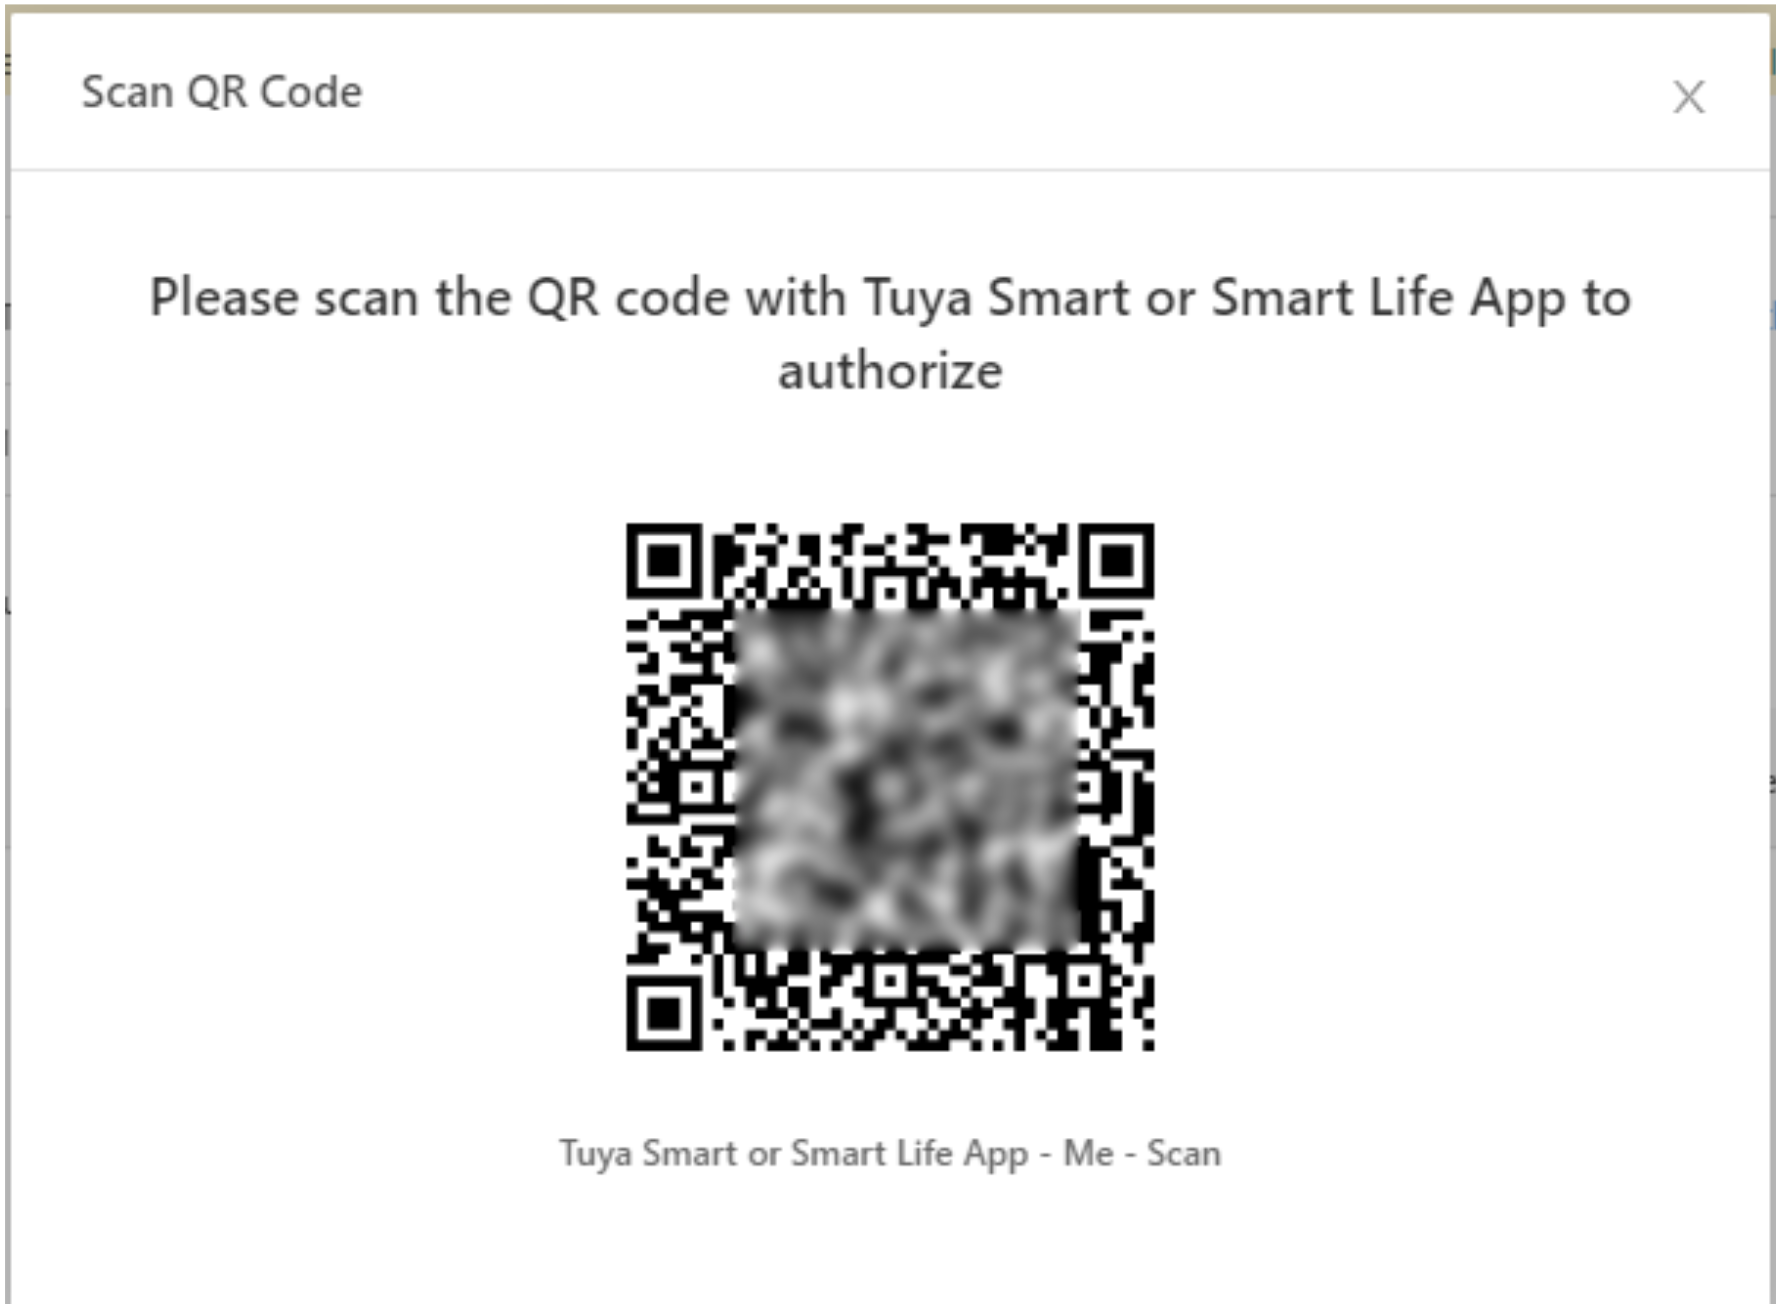 Scan QR Code
Please scan the QR code with Tuya Smart or Smart Life App to
authorize
Tuya Smart or Smart Life App - Me - Scan